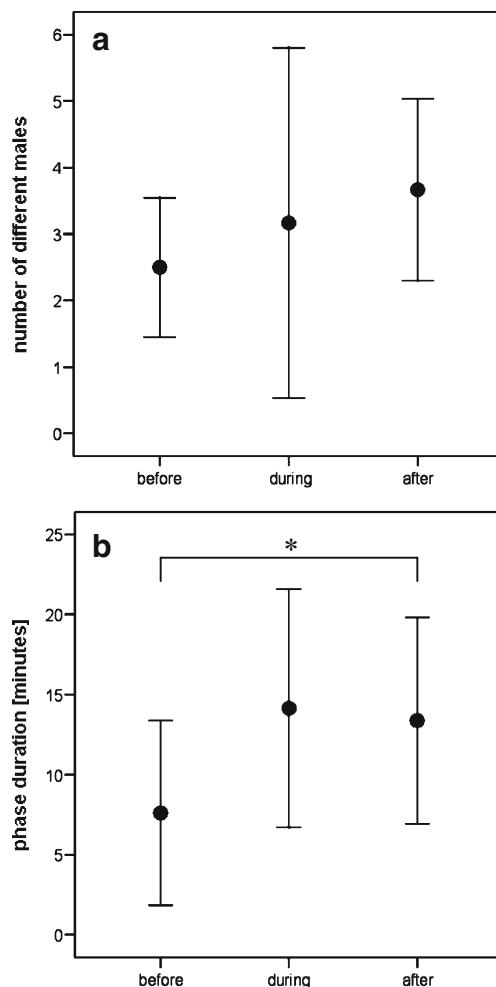 a
number of different males
6
5
4
3
2
1
0
before during after
b
*
phase duration [minutes]
25
20
15
10
5
0
before during after